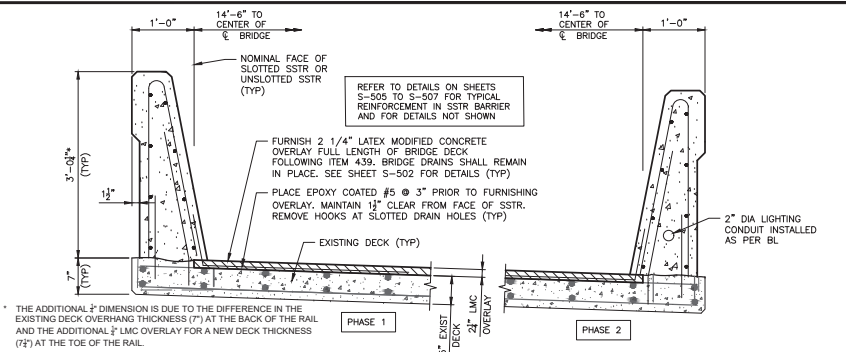 1'-0"
14'-6" TO
CENTER OF
℄ BRIDGE
14'-6" TO
CENTER OF
℄ BRIDGE
1'-0"
NOMINAL FACE OF
SLOTTED SSTR OR
UNSLOTTED SSTR
(TYP)
REFER TO DETAILS ON SHEETS
S-505 TO S-507 FOR TYPICAL
REINFORCEMENT IN SSTR BARRIER
AND FOR DETAILS NOT SHOWN
FURNISH 2 1/4" LATEX MODIFIED CONCRETE
OVERLAY FULL LENGTH OF BRIDGE DECK
FOLLOWING ITEM 439. BRIDGE DRAINS SHALL REMAIN
IN PLACE. SEE SHEET S-502 FOR DETAILS (TYP)
3'-0¼"*
(TYP)
PLACE EPOXY COATED #5 @ 3" PRIOR TO FURNISHING
OVERLAY. MAINTAIN 1½" CLEAR FROM FACE OF SSTR.
REMOVE HOOKS AT SLOTTED DRAIN HOLES (TYP)
1½"
2" DIA LIGHTING
CONDUIT INSTALLED
AS PER BL
EXISTING DECK (TYP)
7"
(TYP)
2¼" LMC
OVERLAY
EXIST
DECK
PHASE 1
PHASE 2
* THE ADDITIONAL ¼" DIMENSION IS DUE TO THE DIFFERENCE IN THE
EXISTING DECK OVERHANG THICKNESS (7") AT THE BACK OF THE RAIL
AND THE ADDITIONAL ¼" LMC OVERLAY FOR A NEW DECK THICKNESS
(7¼") AT THE TOE OF THE RAIL.